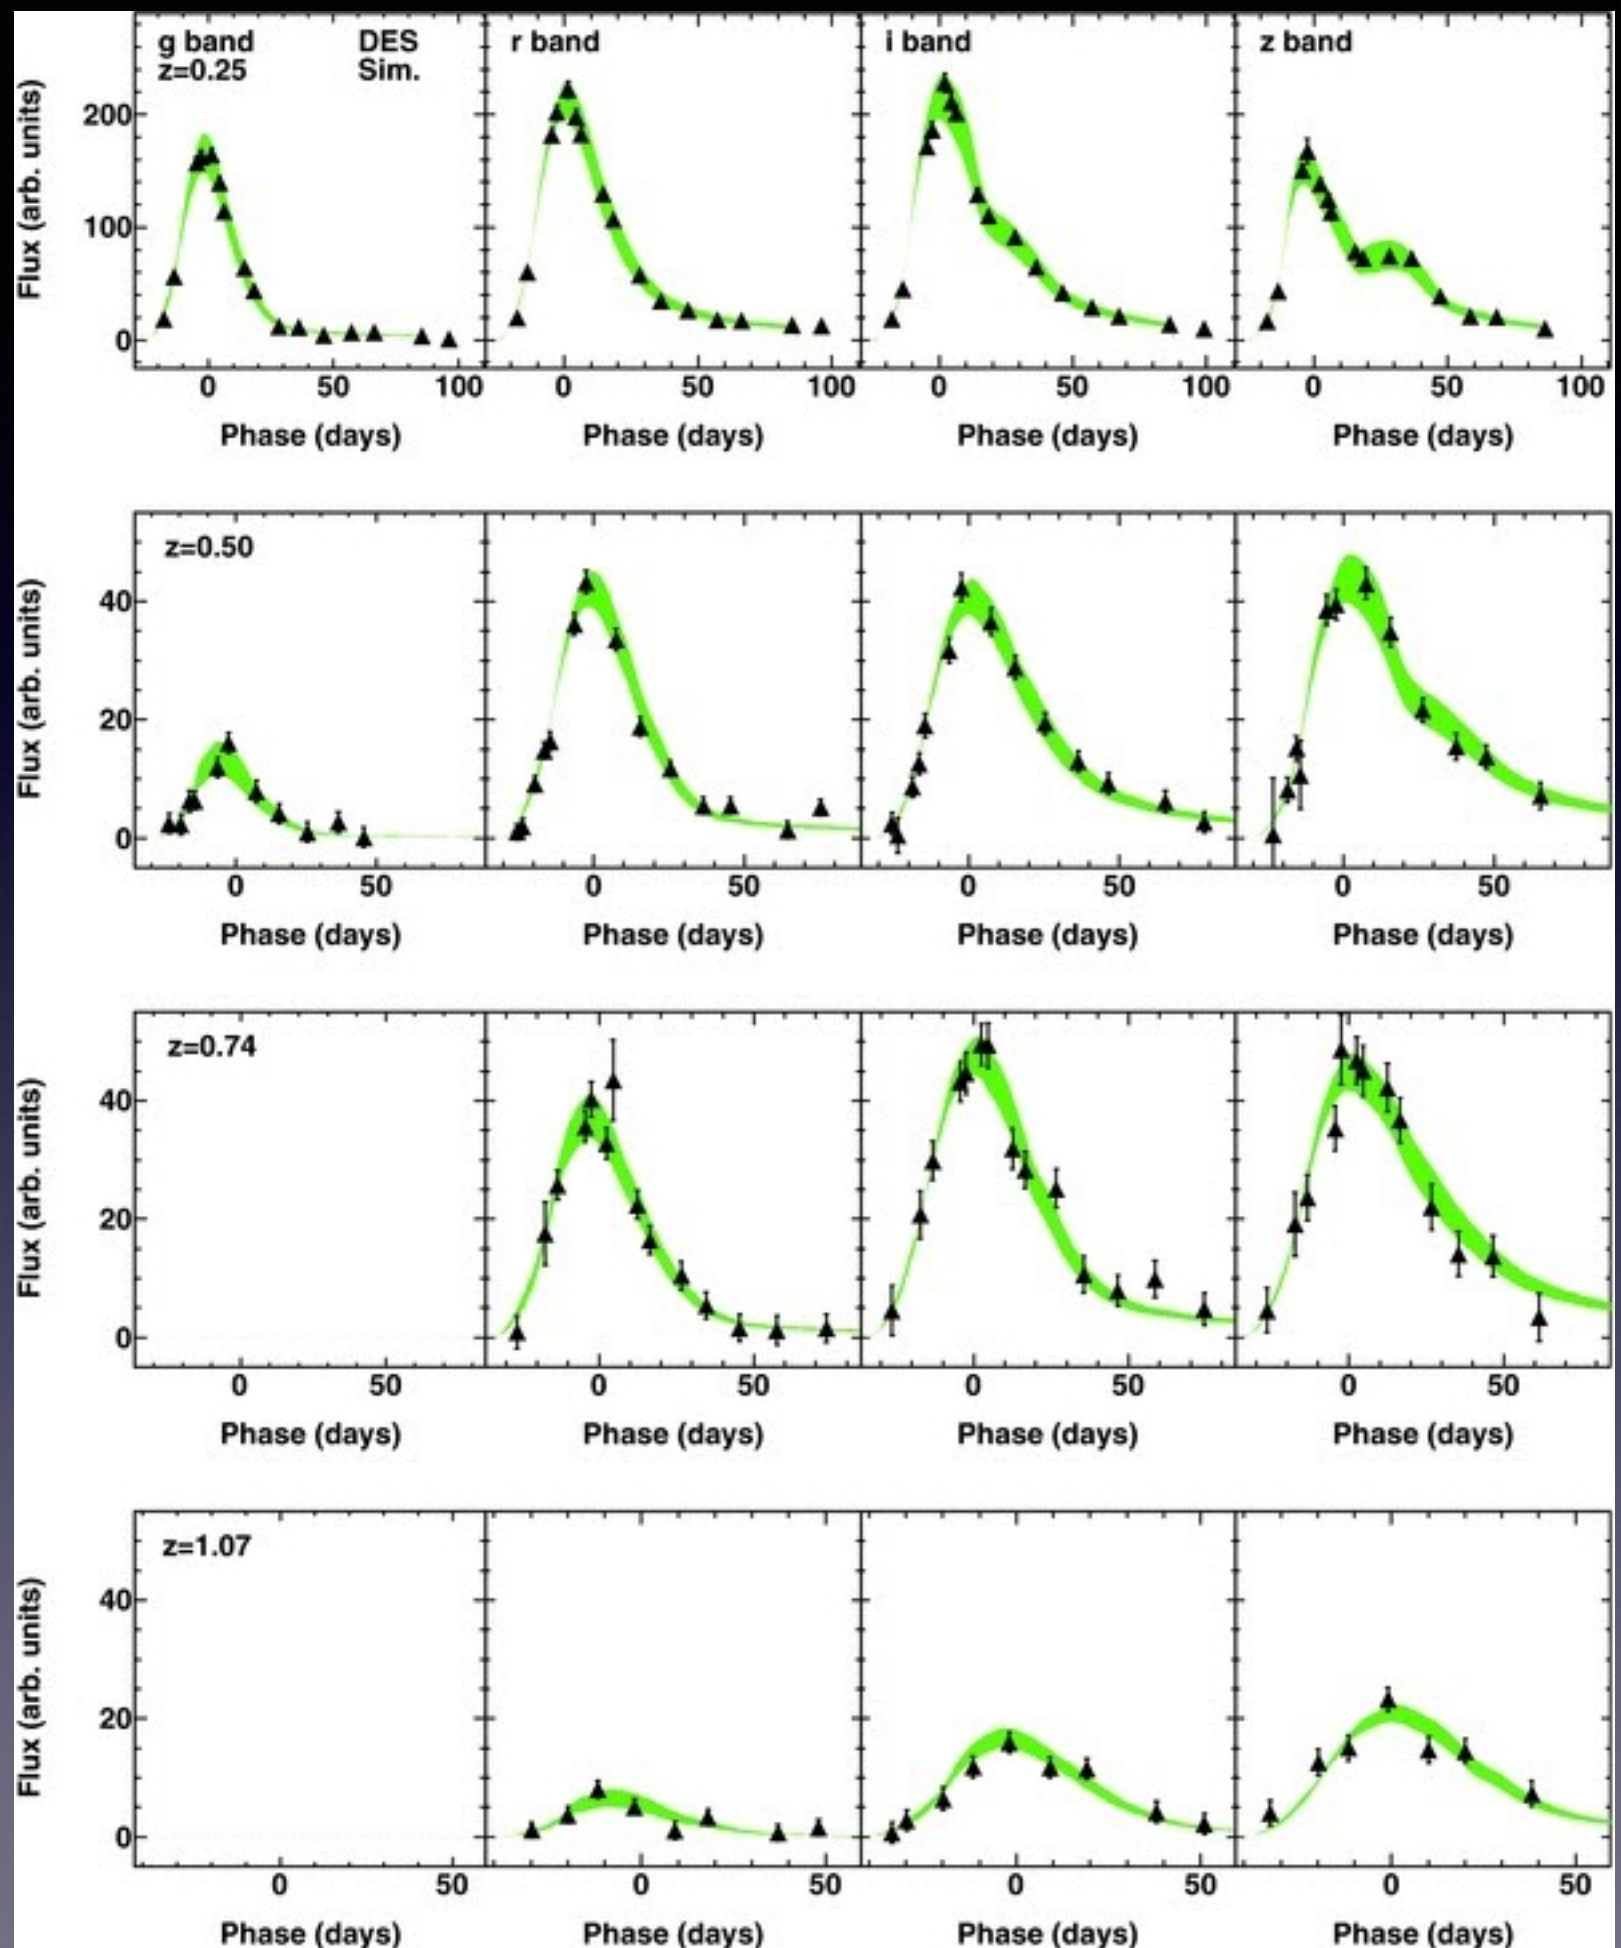 g band DES r band i band z band
z=0.25 Sim.
Flux (arb. units)
200
100
0
0 50 100 0 50 100 0 50 100 0 50 100
Phase (days) Phase (days) Phase (days) Phase (days)
z=0.50
Flux (arb. units)
40
20
0
0 50 0 50 0 50 0 50
Phase (days) Phase (days) Phase (days) Phase (days)
z=0.74
Flux (arb. units)
40
20
0
0 50 0 50 0 50 0 50
Phase (days) Phase (days) Phase (days) Phase (days)
z=1.07
Flux (arb. units)
40
20
0
0 50 0 50 0 50 0 50
Phase (days) Phase (days) Phase (days) Phase (days)